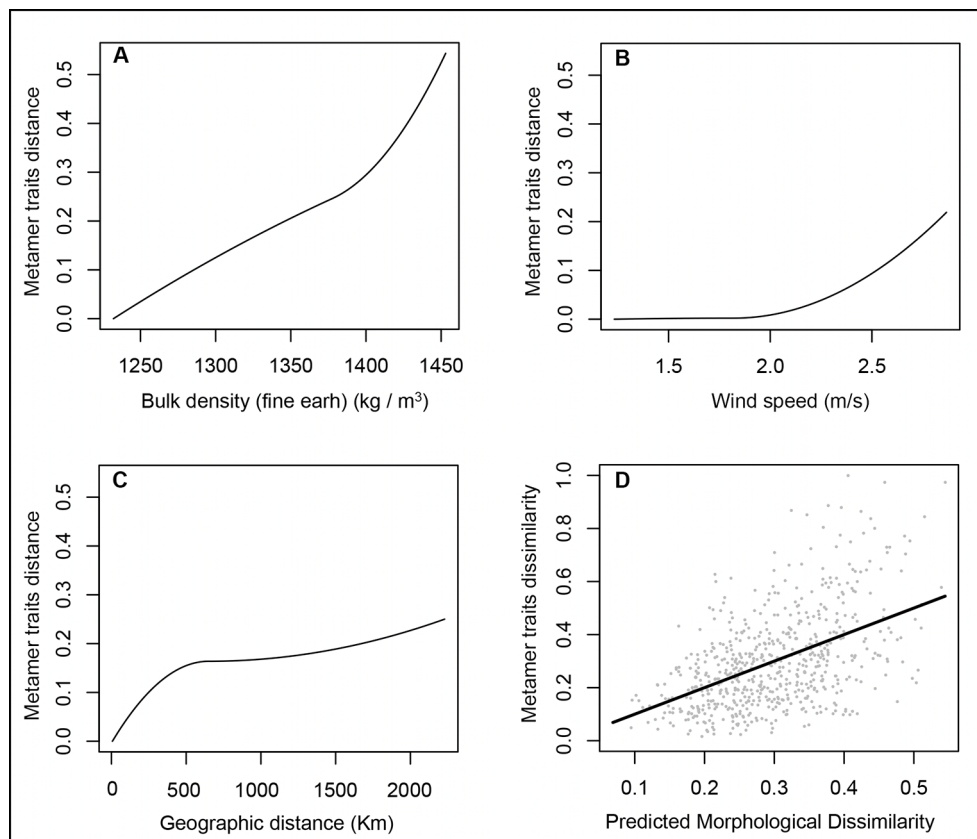 A
Metamer traits distance
0.0 0.1 0.2 0.3 0.4 0.5
1250 1300 1350 1400 1450
Bulk density (fine earh) (kg / m³)
B
Metamer traits distance
0.0 0.1 0.2 0.3 0.4 0.5
1.5 2.0 2.5
Wind speed (m/s)
C
Metamer traits distance
0.0 0.1 0.2 0.3 0.4 0.5
0 500 1000 1500 2000
Geographic distance (Km)
D
Metamer traits dissimilarity
0.0 0.2 0.4 0.6 0.8 1.0
0.1 0.2 0.3 0.4 0.5
Predicted Morphological Dissimilarity